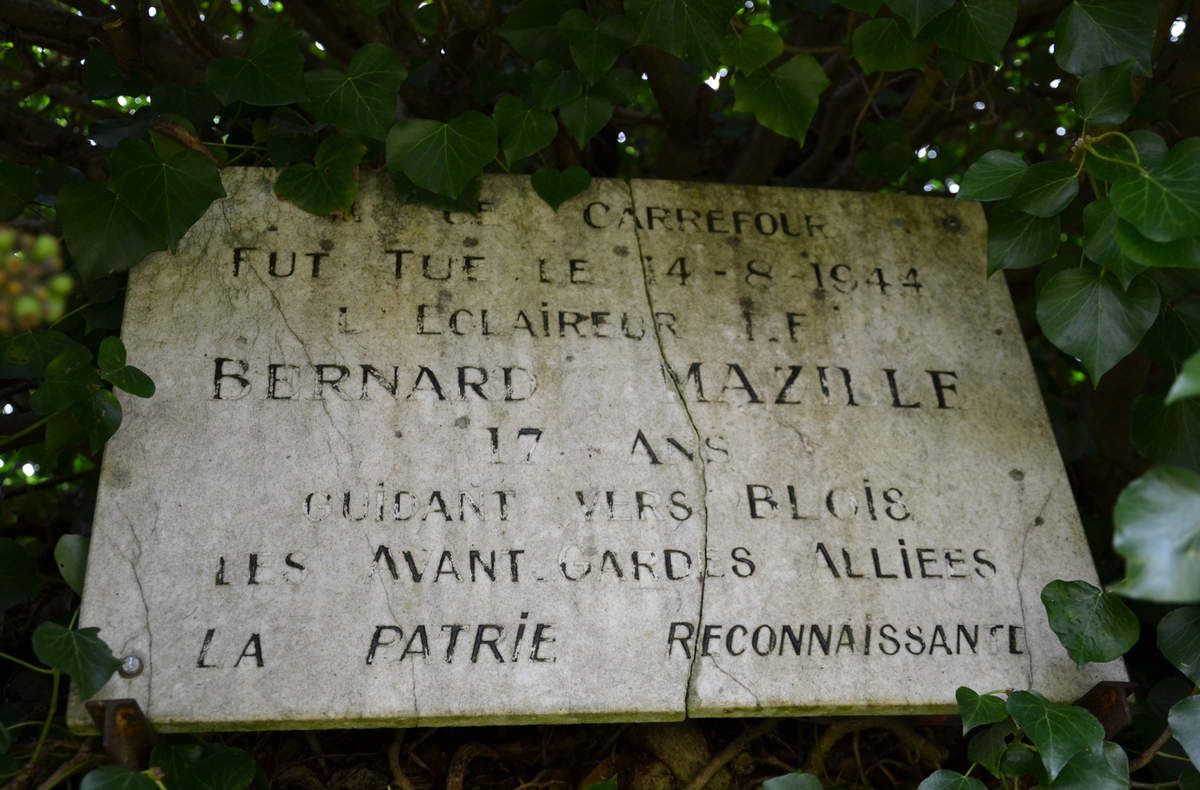 CE CARREFOUR
FUT TUE LE 14-8-1944
L'ECLAIREUR
BERNARD MAZILLE
17 ANS
GUIDANT VERS BLOIS
LES AVANT-GARDES ALLIEES
LA PATRIE RECONNAISSANTE